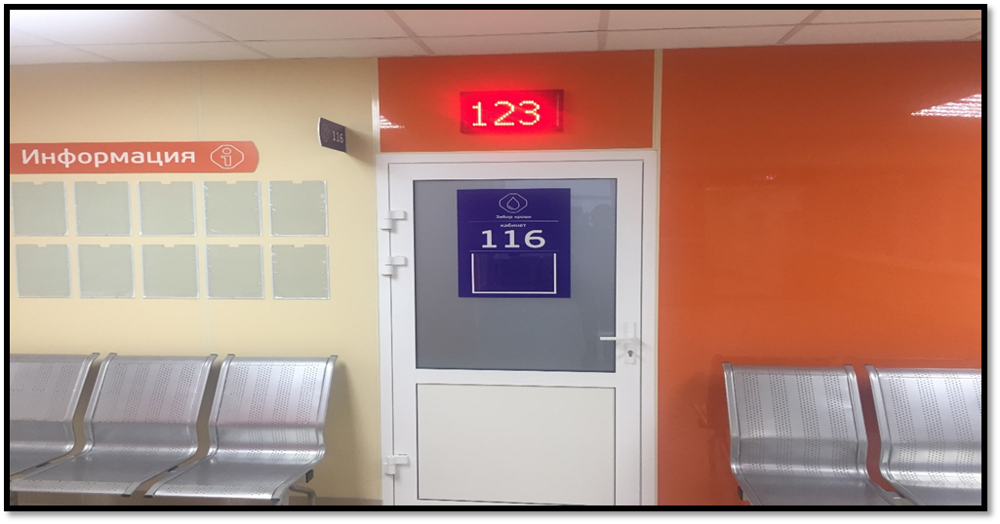 123
116
Информация
Забор крови
кабинет
116